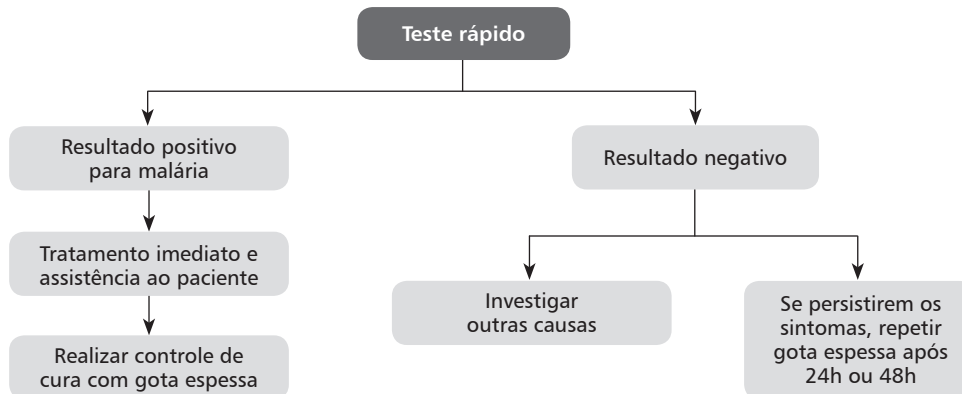 Teste rápido
Resultado positivo
para malária
Resultado negativo
Tratamento imediato e
assistência ao paciente
Investigar
outras causas
Se persistirem os
sintomas, repetir
gota espessa após
24h ou 48h
Realizar controle de
cura com gota espessa